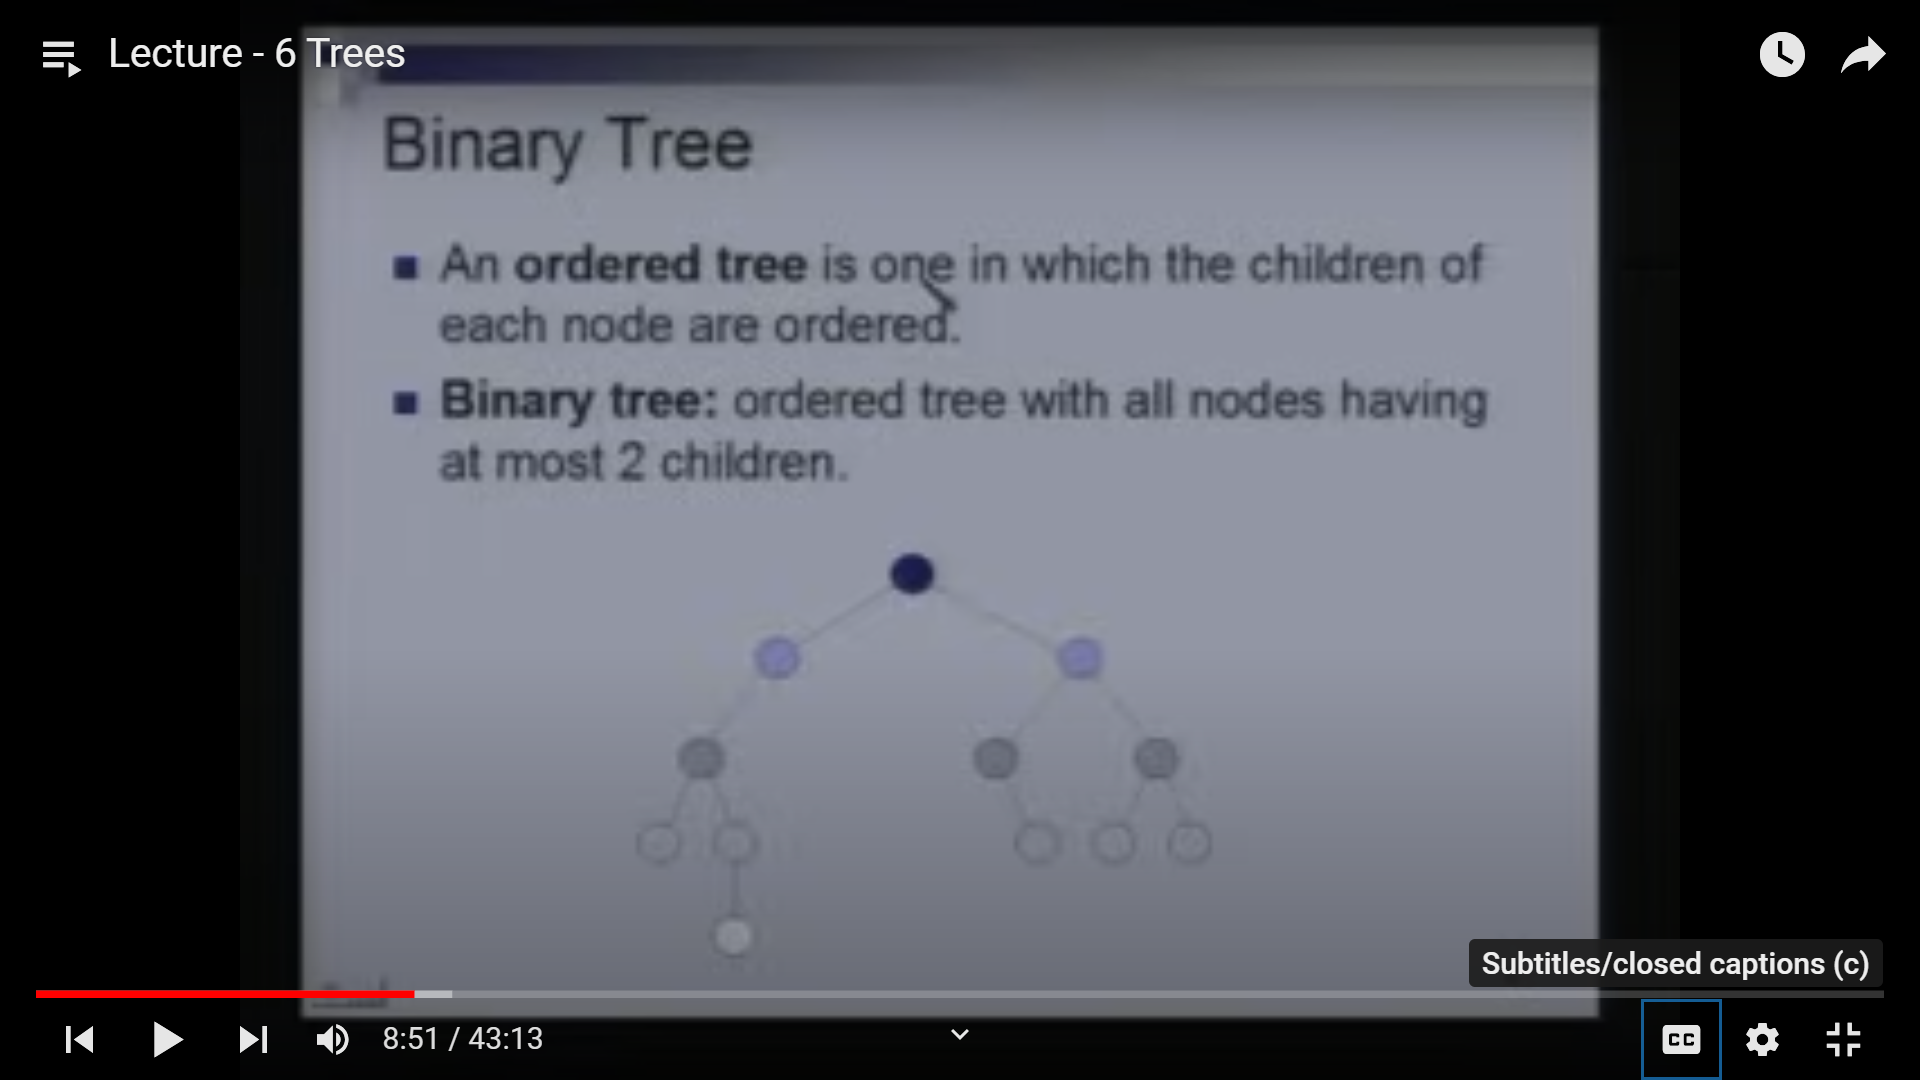 Lecture - 6 Trees
Binary Tree
An ordered tree is one in which the children of
each node are ordered.
Binary tree: ordered tree with all nodes having
at most 2 children.
Subtitles/closed captions (c)
8:51 / 43:13
CC